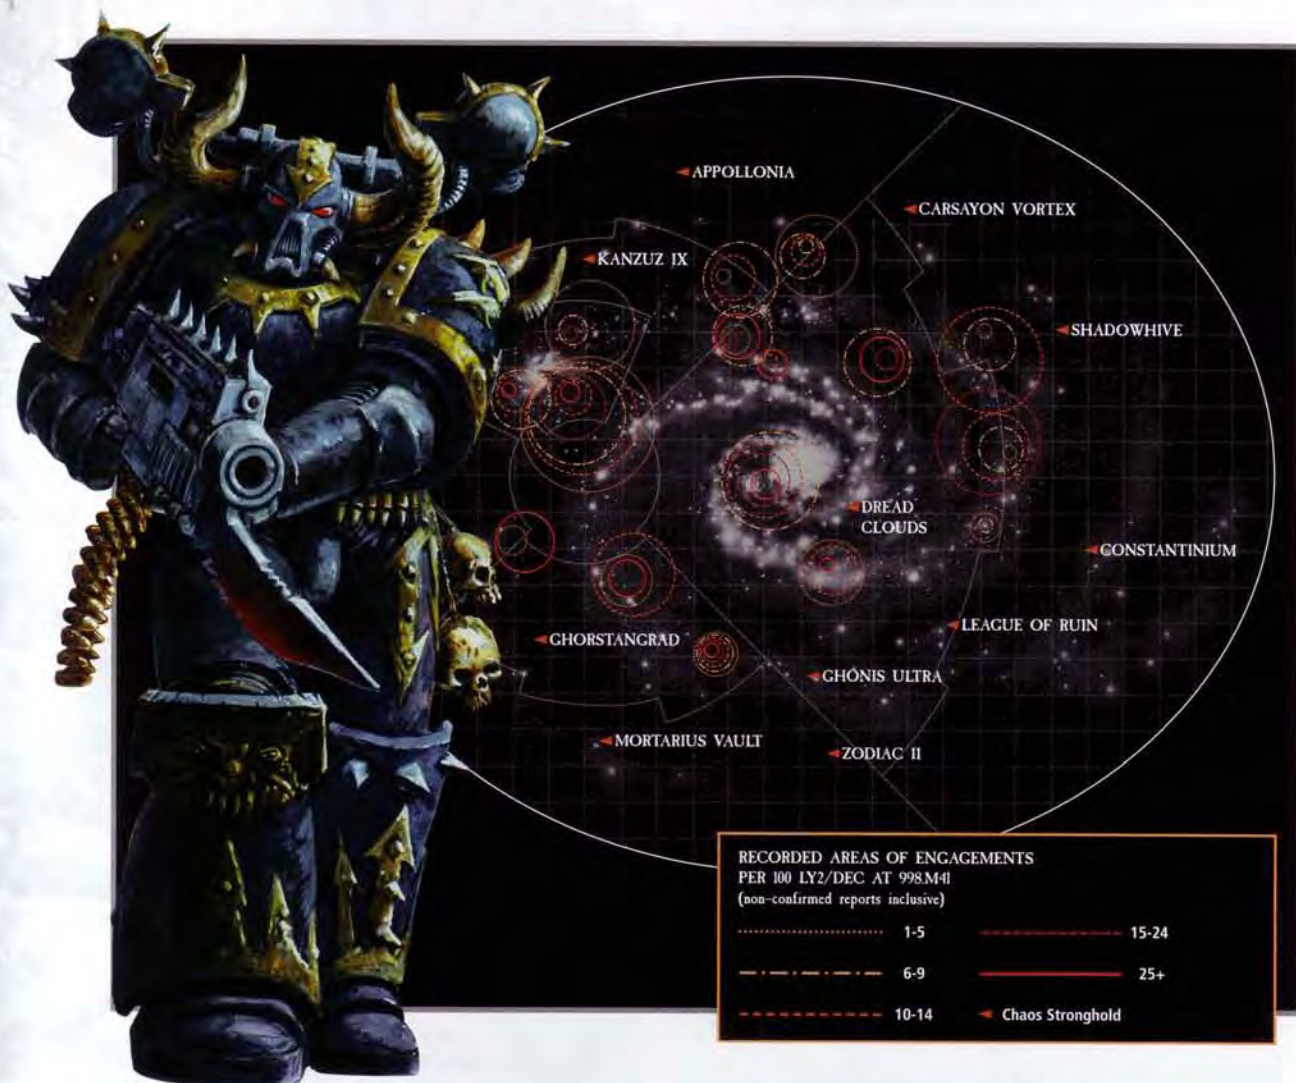 APPOLLONIA
CARSAYON VORTEX
KANZUZ IX
SHADOWHIVE
DREAD
CLOUDS
CONSTANTINIUM
LEAGUE OF RUIN
GHORSTANGRAD
GHONIS ULTRA
MORTARIUS VAULT
ZODIAC II
RECORDED AREAS OF ENGAGEMENTS
PER 100 LY2/DEC AT 998.M41
(non-confirmed reports inclusive)
1-5
15-24
6-9
25+
10-14
Chaos Stronghold